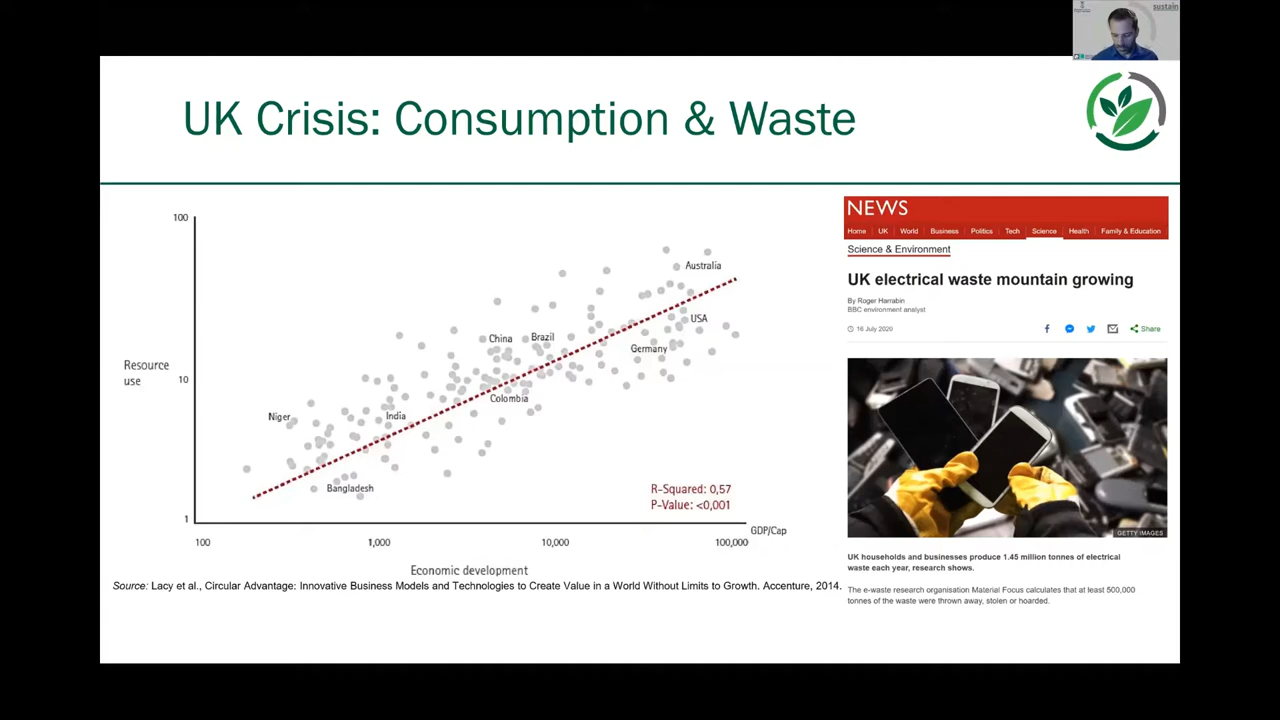 sustain
UK Crisis: Consumption & Waste
100
Resource
use
10
1
Australia
USA
China
Brazil
Germany
Colombia
Niger
India
Bangladesh
R-Squared: 0,57
P-Value: <0,001
GDP/Cap
100
1,000
10,000
100,000
Economic development
Source: Lacy et al., Circular Advantage: Innovative Business Models and Technologies to Create Value in a World Without Limits to Growth. Accenture, 2014.
NEWS
Home UK World Business Politics Tech Science Health Family & Education
Science & Environment
UK electrical waste mountain growing
By Roger Harrabin
BBC environment analyst
16 July 2020
Share
GETTY IMAGES
UK households and businesses produce 1.45 million tonnes of electrical
waste each year, research shows.
The e-waste research organisation Material Focus calculates that at least 500,000
tonnes of the waste were thrown away, stolen or hoarded.